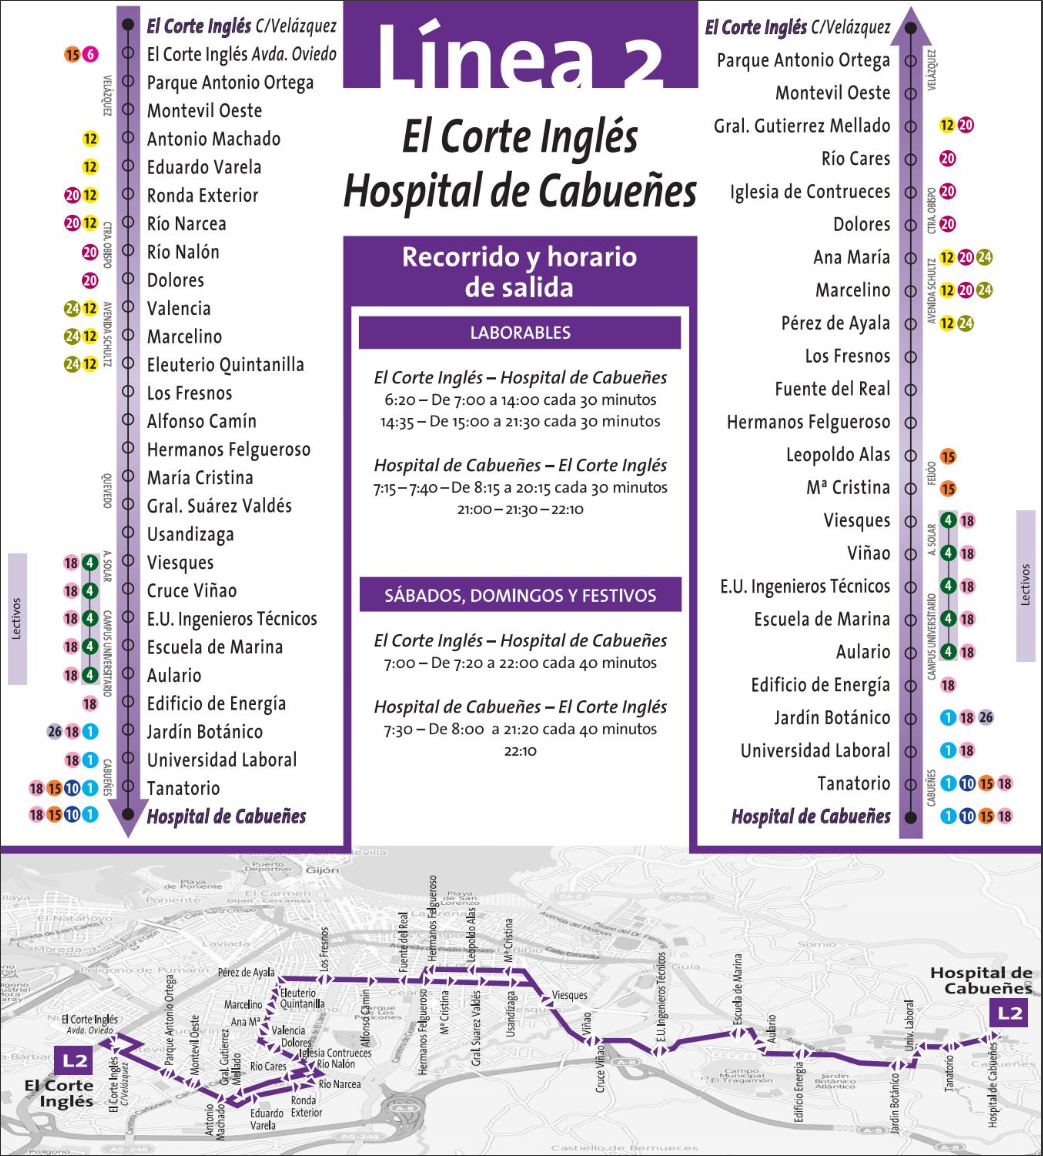 Línea 2
El Corte Inglés
Hospital de Cabueñes
Recorrido y horario
de salida
LABORABLES
El Corte Inglés – Hospital de Cabueñes
6:20 – De 7:00 a 14:00 cada 30 minutos
14:35 – De 15:00 a 21:30 cada 30 minutos
Hospital de Cabueñes – El Corte Inglés
7:15 – 7:40 – De 8:15 a 20:15 cada 30 minutos
21:00 – 21:30 – 22:10
SÁBADOS, DOMINGOS Y FESTIVOS
El Corte Inglés – Hospital de Cabueñes
7:00 – De 7:20 a 22:00 cada 40 minutos
Hospital de Cabueñes – El Corte Inglés
7:30 – De 8:00 a 21:20 cada 40 minutos
22:10
El Corte Inglés C/Velázquez
15 6 El Corte Inglés Avda. Oviedo
Parque Antonio Ortega
Montevil Oeste
12 Antonio Machado
12 Eduardo Varela
20 12 Ronda Exterior
20 12 Río Narcea
20 Río Nalón
20 Dolores
24 12 Valencia
24 12 Marcelino
24 12 Eleuterio Quintanilla
Los Fresnos
Alfonso Camín
Hermanos Felgueroso
María Cristina
Gral. Suárez Valdés
Usandizaga
18 4 Viesques
18 4 Cruce Viñao
18 4 E.U. Ingenieros Técnicos
18 4 Escuela de Marina
18 4 Aulario
18 Edificio de Energía
26 18 1 Jardín Botánico
18 1 Universidad Laboral
18 15 10 1 Tanatorio
18 15 10 1 Hospital de Cabueñes
VELÁZQUEZ
CTRA. OBISPO
AVENIDA SCHULTZ
QUEVEDO
A. SOLAR
CAMPUS UNIVERSITARIO
CABUEÑES
Lectivos
El Corte Inglés C/Velázquez
Parque Antonio Ortega
Montevil Oeste
Gral. Gutierrez Mellado 12 20
Río Cares 20
Iglesia de Contrueces 20
Dolores 20
Ana María 12 20 24
Marcelino 12 20 24
Pérez de Ayala 12 24
Los Fresnos
Fuente del Real
Hermanos Felgueroso
Leopoldo Alas 15
Mª Cristina 15
Viesques 4 18
Viñao 4 18
E.U. Ingenieros Técnicos 4 18
Escuela de Marina 4 18
Aulario 4 18
Edificio de Energía 18
Jardín Botánico 1 18 26
Universidad Laboral 1 18
Tanatorio 1 10 15 18
Hospital de Cabueñes 1 10 15 18
VELÁZQUEZ
CTRA. OBISPO
AVENIDA SCHULTZ
FEIJÓO
A. SOLAR
CAMPUS UNIVERSITARIO
CABUEÑES
Lectivos
Gijón
Puerto
Deportivo
Playa
de Poniente
Poniente
El Carmen
Gijón - Cercanías
Playa
de San
Lorenzo
El Natahoyo
Laviada
Somió
El Corte Inglés
Avda. Oviedo
L2
El Corte
Inglés
El Corte Inglés
C/Velázquez
Parque Antonio Ortega
Montevil Oeste
Antonio
Machado
Gral. Gutierrez
Mellado
Eduardo
Varela
Ronda
Exterior
Río Narcea
Río Nalón
Río Cares
Iglesia Contrueces
Dolores
Valencia
Ana Mª
Marcelino
Eleuterio
Quintanilla
Pérez de Ayala
Los Fresnos
Alfonso Camín
Fuente del Real
Hermanos Felgueroso
Hermanos Felgueroso
Mª Cristina
Leopoldo Alas
Gral. Suarez Valdés
Mª Cristina
Usandizaga
Viesques
Viñao
Cruce Viñao
E.U. Ingenieros Técnicos
Escuela de Marina
Aulario
Edificio Energía
Jardín Botánico
Univ. Laboral
Tanatorio
Hospital de Cabueñes
Hospital de
Cabueñes
L2
Campo
Municipal
El Tragamón
Jardín
Botánico
Atlántico
A-8
A-8
Castiello de Bernueces